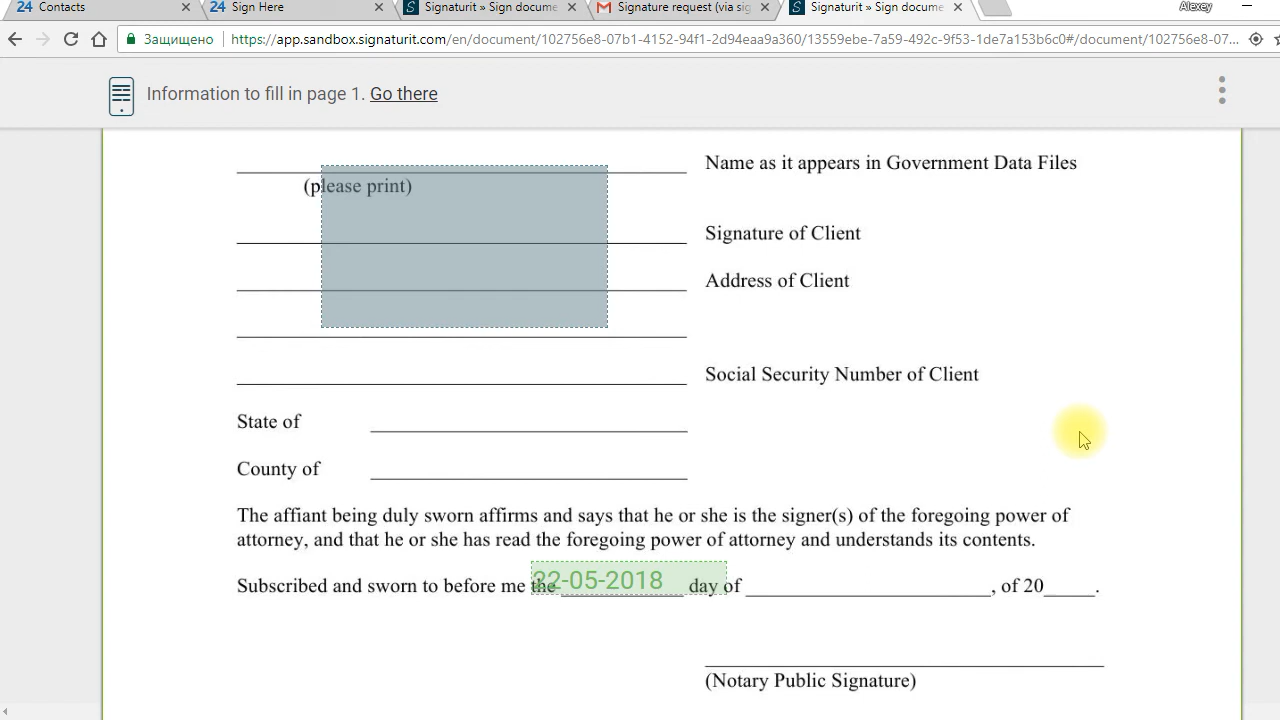 24 Contacts
24 Sign Here
Signaturit » Sign docume
Signature request (via sig
Signaturit » Sign docume
Alexey
Защищено
https://app.sandbox.signaturit.com/en/document/102756e8-07b1-4152-94f1-2d94eaa9a360/13559ebe-7a59-492c-9f53-1de7a153b6c0#/document/102756e8-07...
Information to fill in page 1. Go there
Name as it appears in Government Data Files
(please print)
Signature of Client
Address of Client
Social Security Number of Client
State of
County of
The affiant being duly sworn affirms and says that he or she is the signer(s) of the foregoing power of
attorney, and that he or she has read the foregoing power of attorney and understands its contents.
Subscribed and sworn to before me the 22-05-2018 day of , of 20 .
(Notary Public Signature)